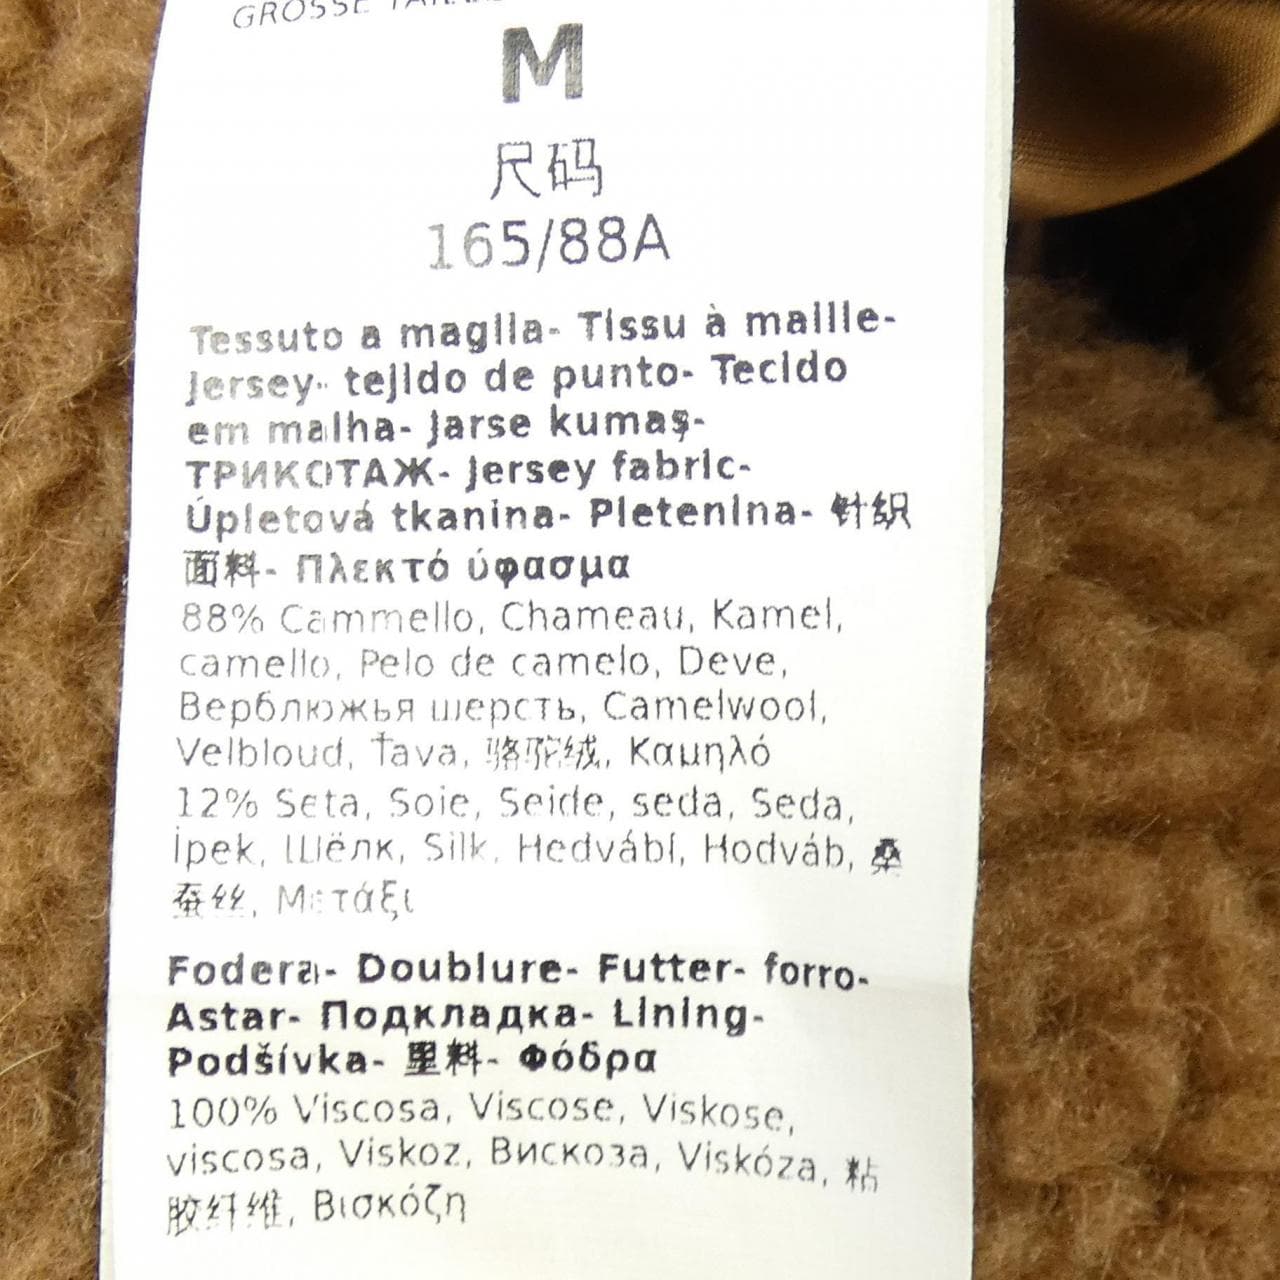 GROSSE
M
尺码
165/88A
Tessuto a maglia- Tissu à maille-
Jersey- tejido de punto- Tecido
em malha- Jarse kumaş-
ТРИКОТАЖ- Jersey fabric-
Úpletová tkanina- Pletenina- 针织
面料- Πλεκτό ύφασμα
88% Cammello, Chameau, Kamel,
camello, Pelo de camelo, Deve,
Верблюжья шерсть, Camelwool,
Velbloud, Ťava, 骆驼绒, Καμηλό
12% Seta, Soie, Seide, seda, Seda,
İpek, Шёлк, Silk, Hedvábí, Hodváb, 桑
蚕丝, Μετάξι
Fodera- Doublure- Futter- forro-
Astar- Подкладка- Lining-
Podšívka- 里料- Φόδρα
100% Viscosa, Viscose, Viskose,
viscosa, Viskoz, Вискоза, Viskóza, 粘
胶纤维, Βισκόζη